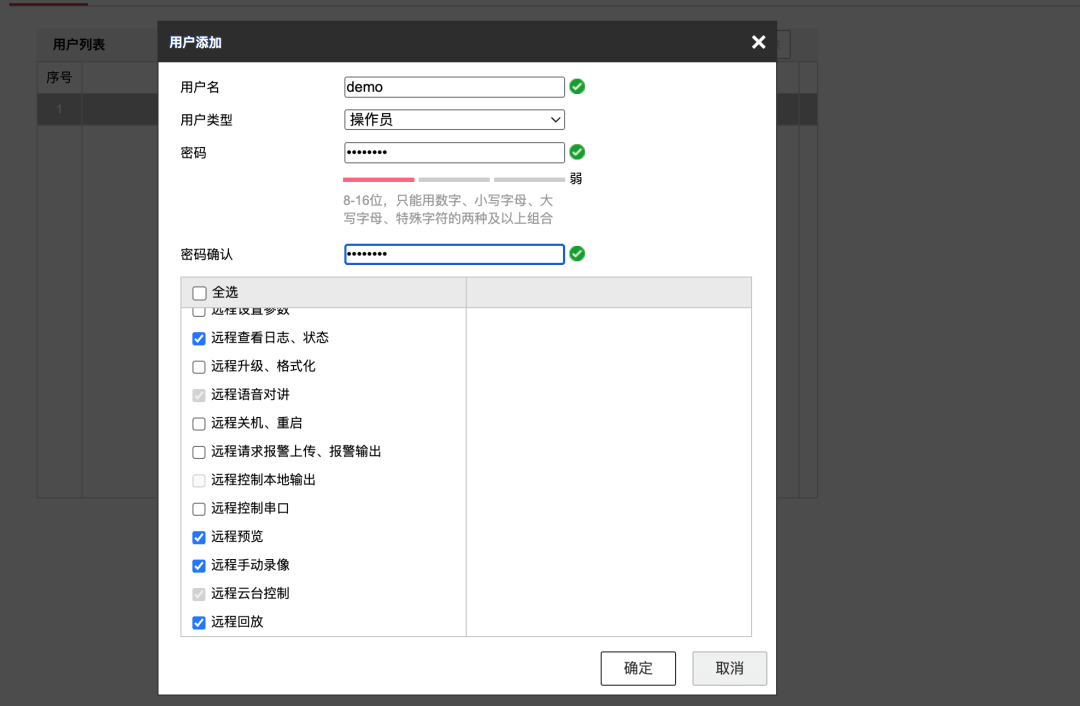 用户列表
用户添加
序号
1
用户名
demo
用户类型
操作员
密码
••••••••
弱
8-16位，只能用数字、小写字母、大
写字母、特殊字符的两种及以上组合
密码确认
••••••••
全选
远程设置参数
远程查看日志、状态
远程升级、格式化
远程语音对讲
远程关机、重启
远程请求报警上传、报警输出
远程控制本地输出
远程控制串口
远程预览
远程手动录像
远程云台控制
远程回放
确定
取消